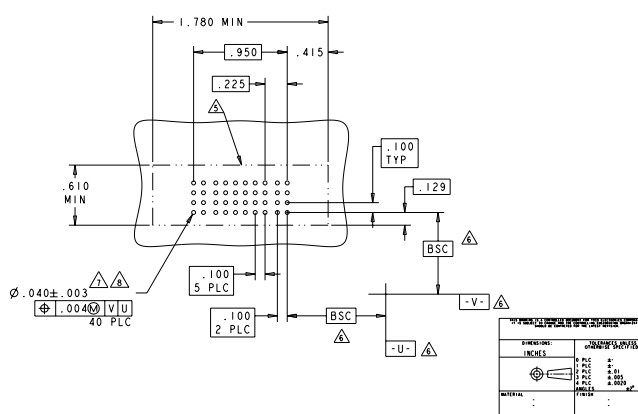 1.780 MIN
.950
.415
.225
5
.100
TYP
.610
MIN
.129
BSC
6
7
8
Ø.040±.003
.100
5 PLC
.004Ⓜ V U
40 PLC
.100
2 PLC
BSC
6
-V-
6
-U-
6
DIMENSIONS:
INCHES
TOLERANCES UNLESS
OTHERWISE SPECIFIED
0 PLC ±-
1 PLC ±-
2 PLC ±.01
3 PLC ±.005
4 PLC ±.0020
ANGLES ±2°
MATERIAL
-
FINISH
-